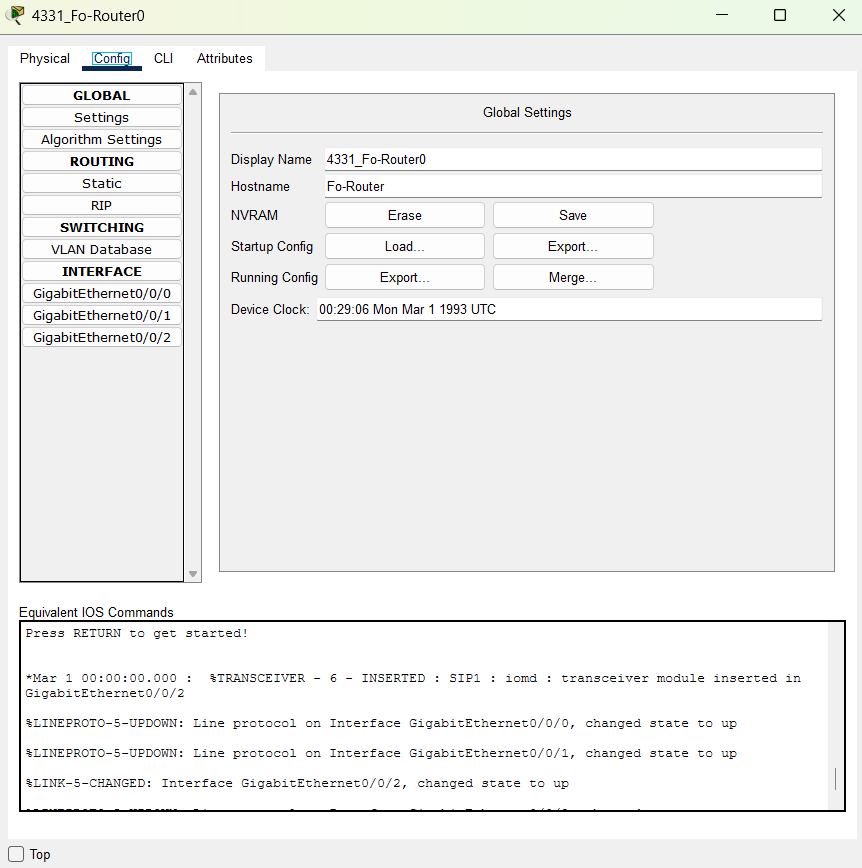 4331_Fo-Router0
Physical Config CLI Attributes
GLOBAL
Settings
Algorithm Settings
ROUTING
Static
RIP
SWITCHING
VLAN Database
INTERFACE
GigabitEthernet0/0/0
GigabitEthernet0/0/1
GigabitEthernet0/0/2
Global Settings
Display Name 4331_Fo-Router0
Hostname Fo-Router
NVRAM Erase Save
Startup Config Load... Export...
Running Config Export... Merge...
Device Clock: 00:29:06 Mon Mar 1 1993 UTC
Equivalent IOS Commands
Press RETURN to get started!
*Mar 1 00:00:00.000 : %TRANSCEIVER - 6 - INSERTED : SIP1 : iomd : transceiver module inserted in
GigabitEthernet0/0/2
%LINEPROTO-5-UPDOWN: Line protocol on Interface GigabitEthernet0/0/0, changed state to up
%LINEPROTO-5-UPDOWN: Line protocol on Interface GigabitEthernet0/0/1, changed state to up
%LINK-5-CHANGED: Interface GigabitEthernet0/0/2, changed state to up
Top